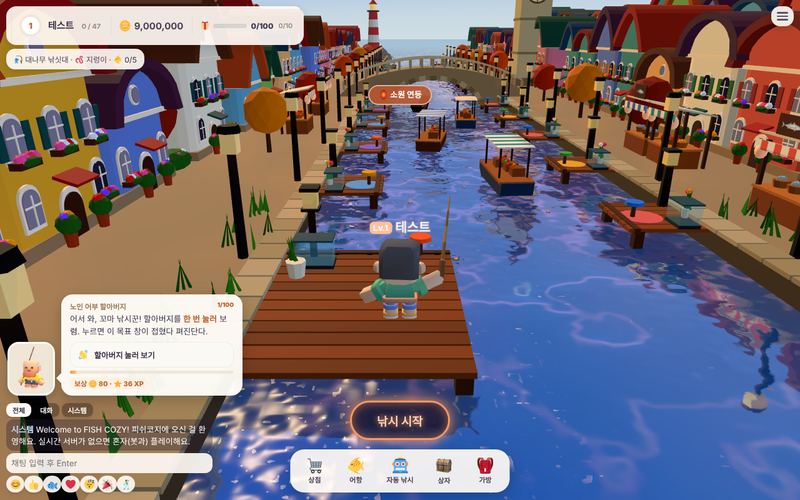 1 테스트 0 / 47 9,000,000 0/100 0/10
대나무 낚싯대 · 지렁이 · 0/5
소원 연등
Lv.1 테스트
노인 어부 할아버지 1/100
어서 와, 꼬마 낚시꾼! 할아버지를 한 번 눌러 보
렴. 누르면 이 목표 창이 접혔다 펴진단다.
할아버지 눌러 보기
보상 80 · 36 XP
전체 대화 시스템
시스템 Welcome to FISH COZY! 피쉬코지에 오신 걸 환
영해요. 실시간 서버가 없으면 혼자(봇과) 플레이해요.
채팅 입력 후 Enter
낚시 시작
상점 어항 자동 낚시 상자 가방